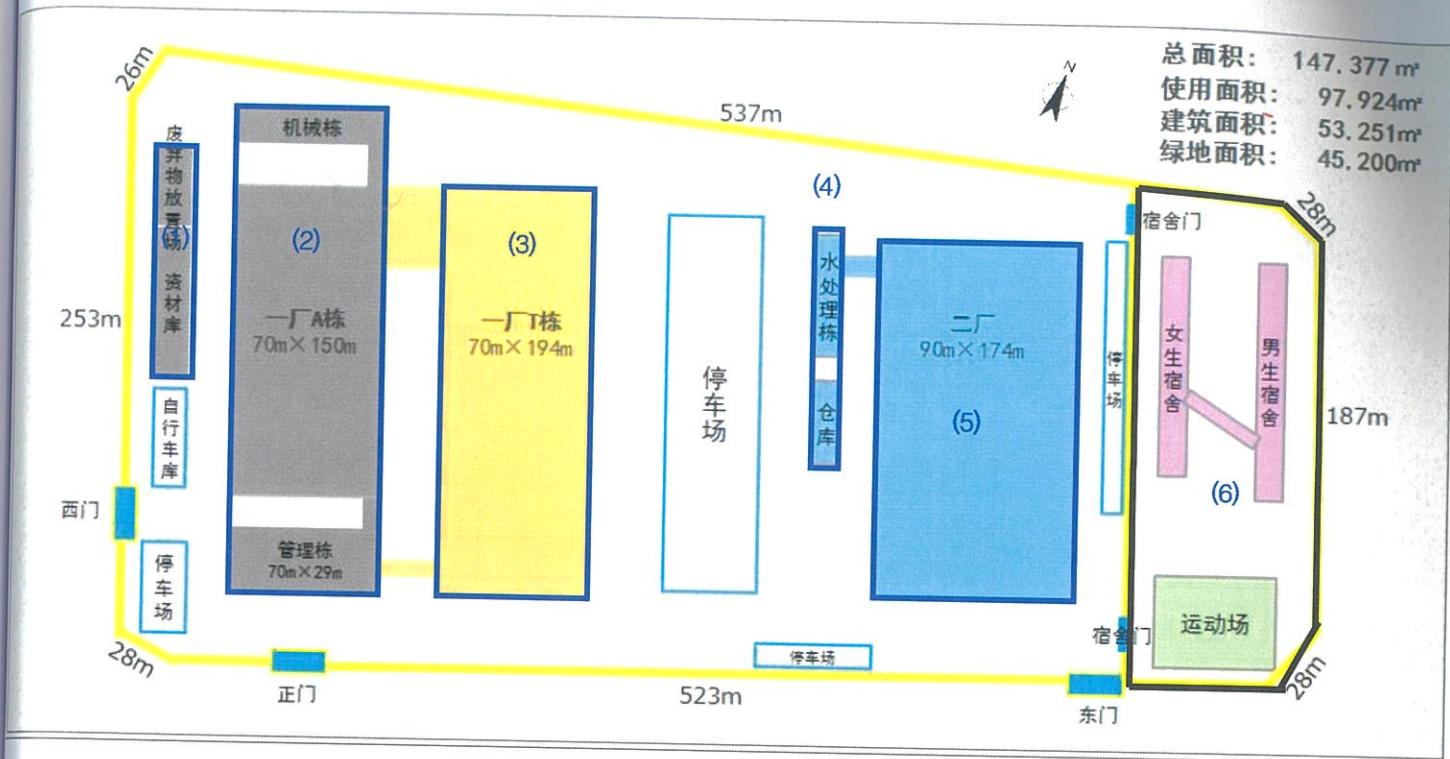 总面积： 147.377㎡
使用面积： 97.924㎡
建筑面积： 53.251㎡
绿地面积： 45.200㎡
N
26m
537m
28m
253m
187m
28m
523m
28m
废弃物放置场
资材库
(1)
自行车库
西门
停车场
机械栋
(2)
一厂A栋
70m×150m
管理栋
70m×29m
正门
(3)
一厂T栋
70m×194m
停车场
(4)
水处理栋
仓库
二厂
90m×174m
(5)
停车场
停车场
宿舍门
女生宿舍
男生宿舍
(6)
运动场
宿舍门
东门